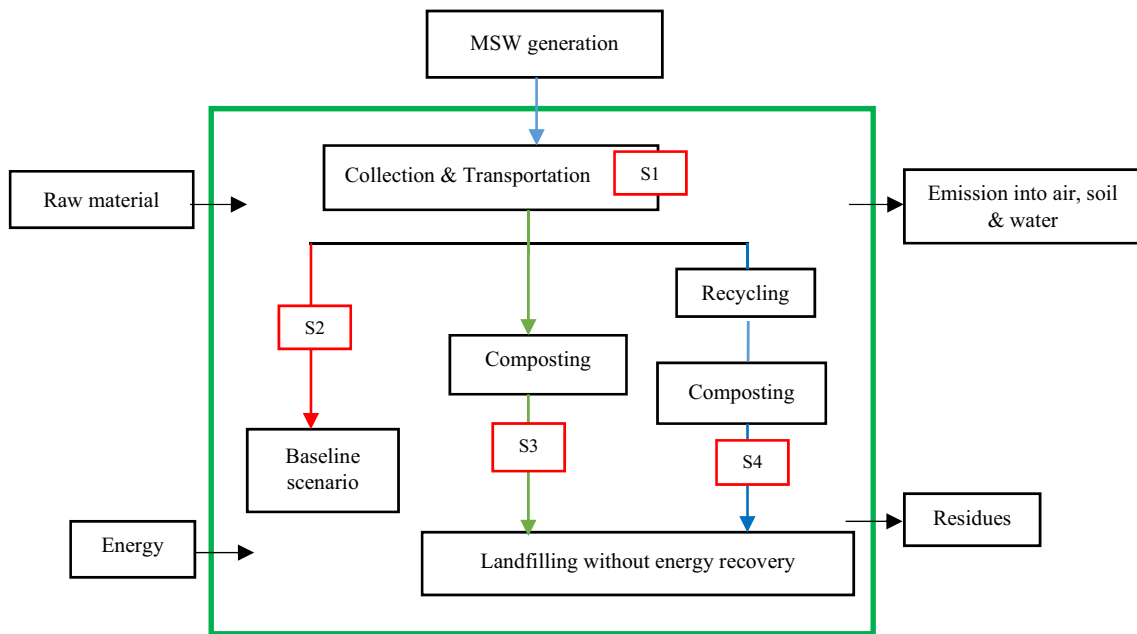 MSW generation
Collection & Transportation
S1
Raw material
Emission into air, soil
& water
Recycling
S2
Composting
Composting
S3
S4
Baseline
scenario
Residues
Energy
Landfilling without energy recovery